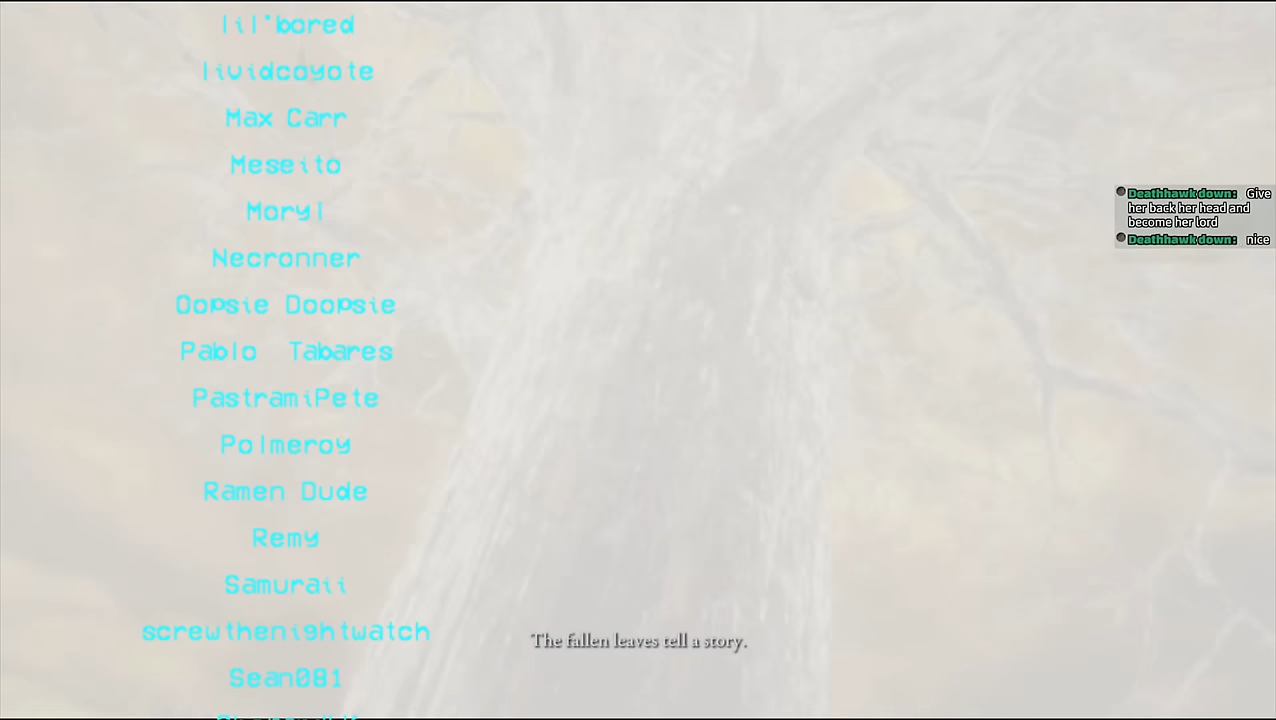 lil'bored
lividcoyote
Max Carr
Meseito
Moryl
Necronner
Oopsie Doopsie
Pablo  Tabares
PastramiPete
Polmeroy
Ramen Dude
Remy
Samuraii
screwthenightwatch
Sean081
The fallen leaves tell a story.
Deathhawk down: Give
her back her head and
become her lord
Deathhawk down: nice